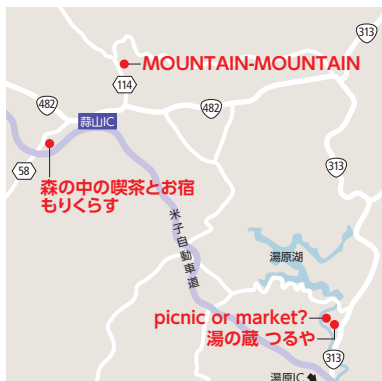 313
MOUNTAIN-MOUNTAIN
114
482
482
蒜山IC
313
58
森の中の喫茶とお宿
もりくらす
米子自動車道
湯原湖
picnic or market?
湯の蔵 つるや
313
湯原IC